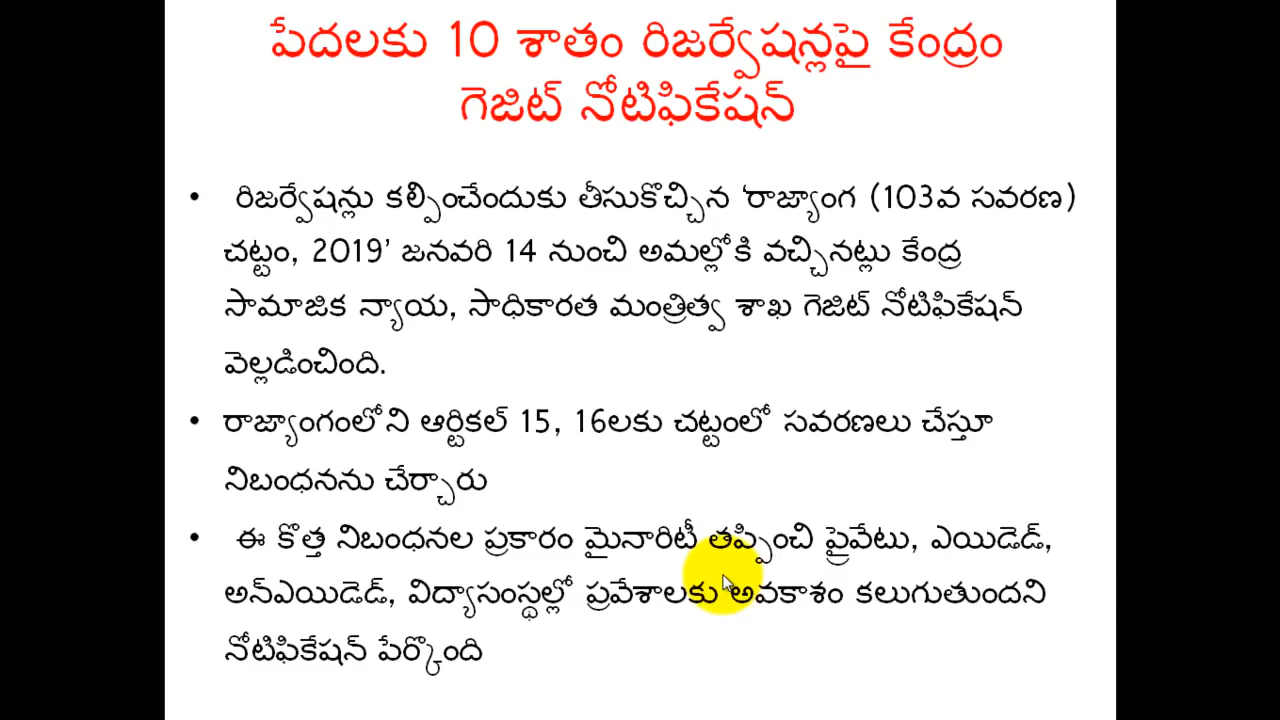 పేదలకు 10 శాతం రిజర్వేషన్లపై కేంద్రం
గెజిట్ నోటిఫికేషన్
• రిజర్వేషన్లు కల్పించేందుకు తీసుకొచ్చిన ‘రాజ్యాంగ (103వ సవరణ)
చట్టం, 2019’ జనవరి 14 నుంచి అమల్లోకి వచ్చినట్లు కేంద్ర
సామాజిక న్యాయ, సాధికారత మంత్రిత్వ శాఖ గెజిట్ నోటిఫికేషన్
వెల్లడించింది.
• రాజ్యాంగంలోని ఆర్టికల్ 15, 16లకు చట్టంలో సవరణలు చేస్తూ
నిబంధనను చేర్చారు
• ఈ కొత్త నిబంధనల ప్రకారం మైనారిటీ తప్పించి ప్రైవేటు, ఎయిడెడ్,
అన్ఎయిడెడ్, విద్యాసంస్థల్లో ప్రవేశాలకు అవకాశం కలుగుతుందని
నోటిఫికేషన్ పేర్కొంది